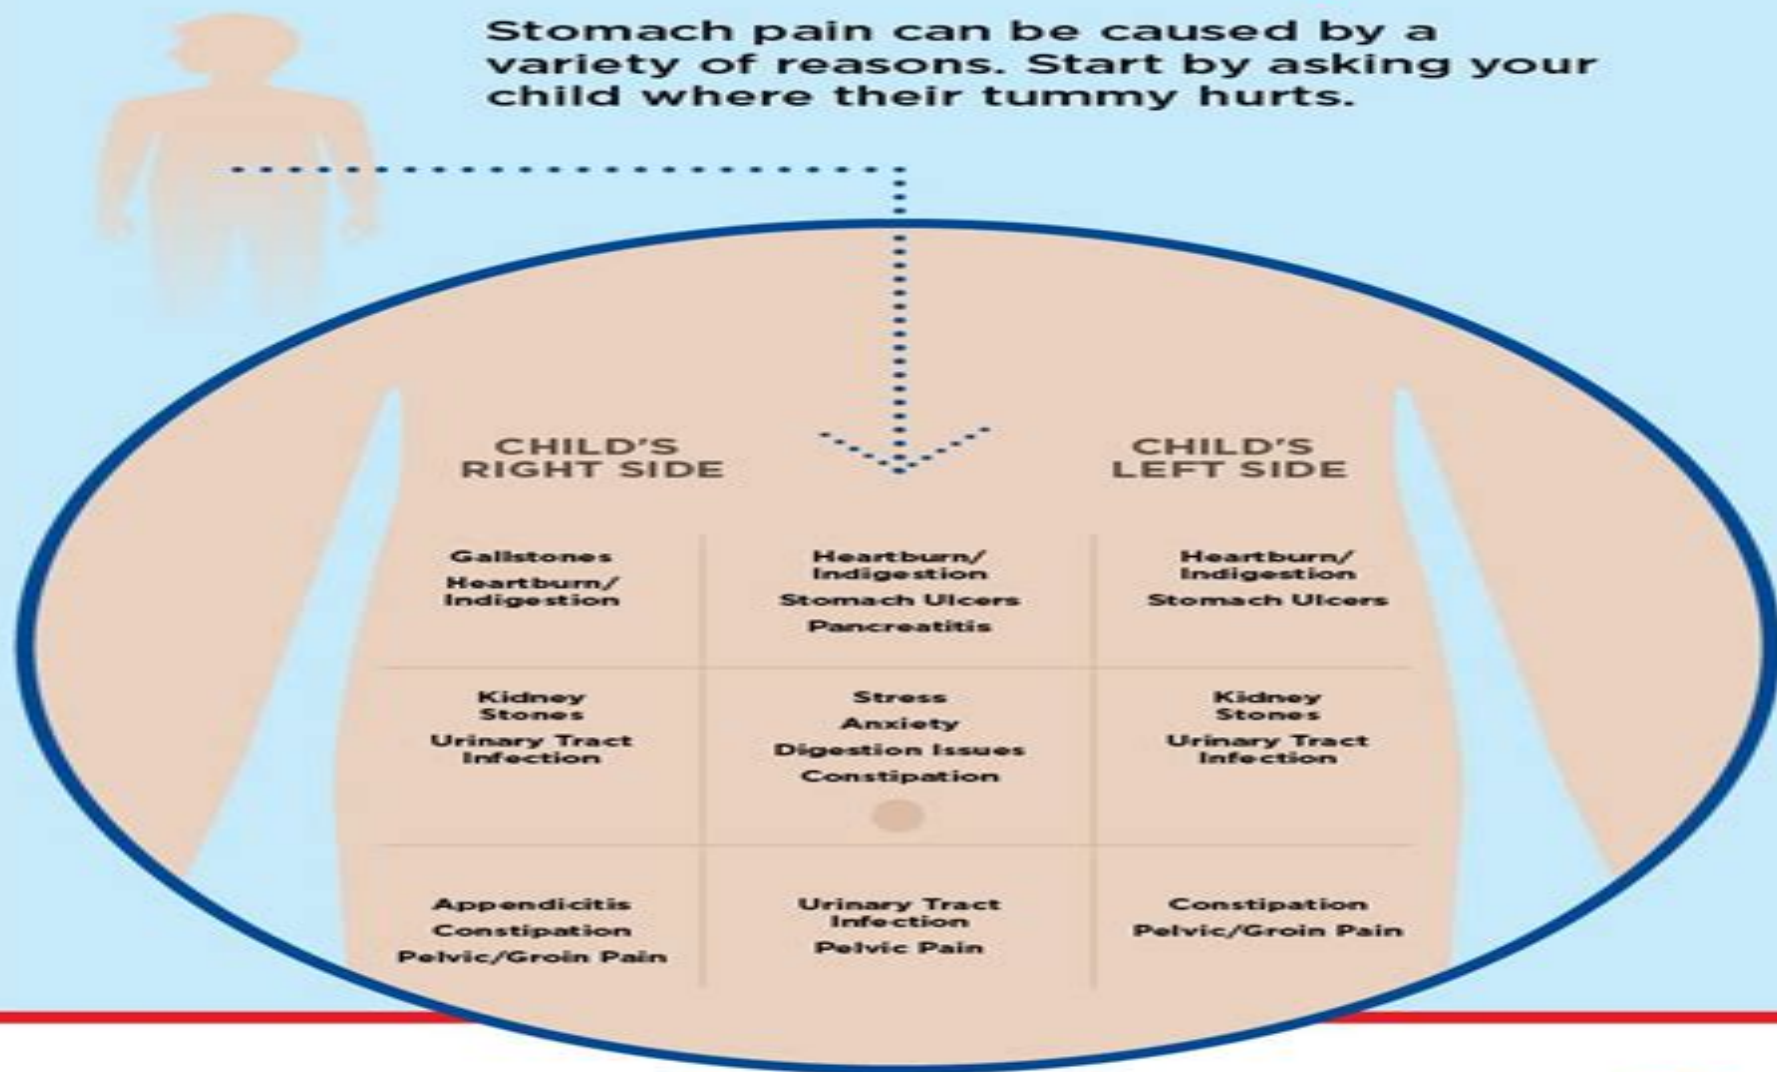 Stomach pain can be caused by a
variety of reasons. Start by asking your
child where their tummy hurts.
CHILD'S
RIGHT SIDE
CHILD'S
LEFT SIDE
Gallstones
Heartburn/
Indigestion
Heartburn/
Indigestion
Stomach Ulcers
Pancreatitis
Heartburn/
Indigestion
Stomach Ulcers
Kidney
Stones
Urinary Tract
Infection
Stress
Anxiety
Digestion Issues
Constipation
Kidney
Stones
Urinary Tract
Infection
Appendicitis
Constipation
Pelvic/Groin Pain
Urinary Tract
Infection
Pelvic Pain
Constipation
Pelvic/Groin Pain